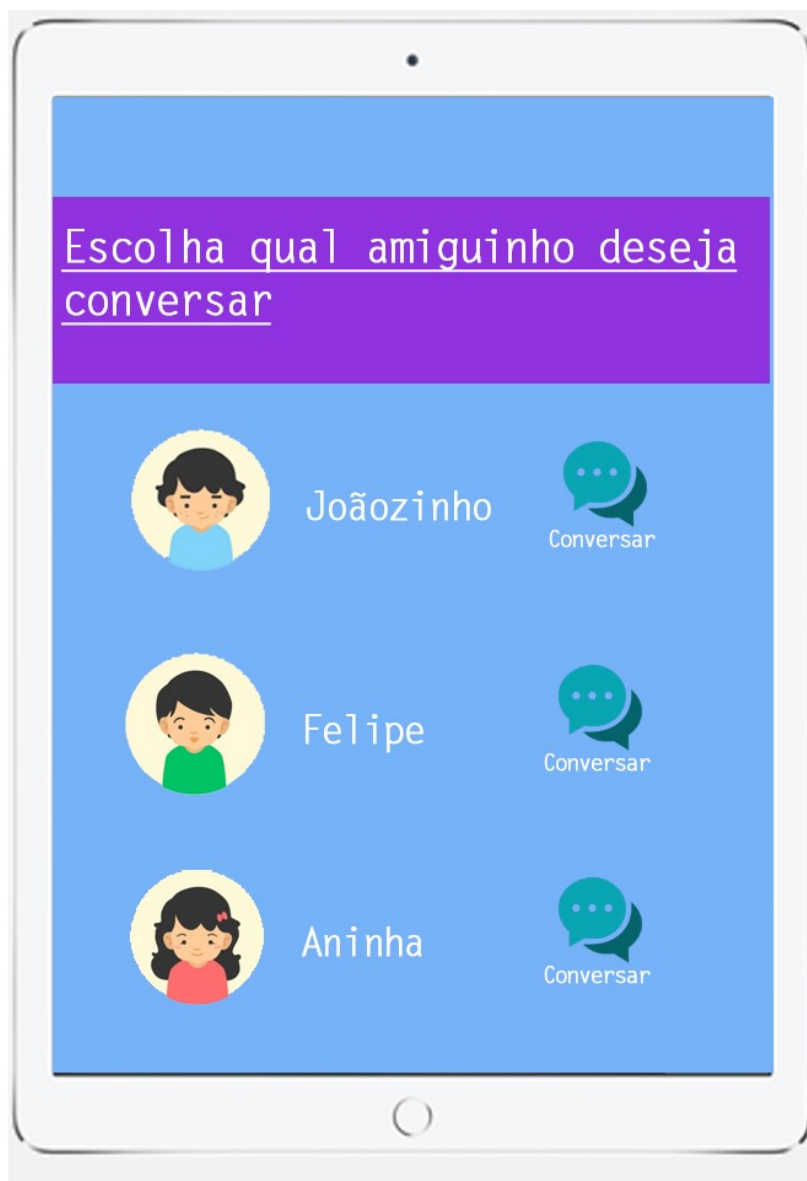 Escolha qual amiguinho deseja
conversar
Joãozinho
Conversar
Felipe
Conversar
Aninha
Conversar